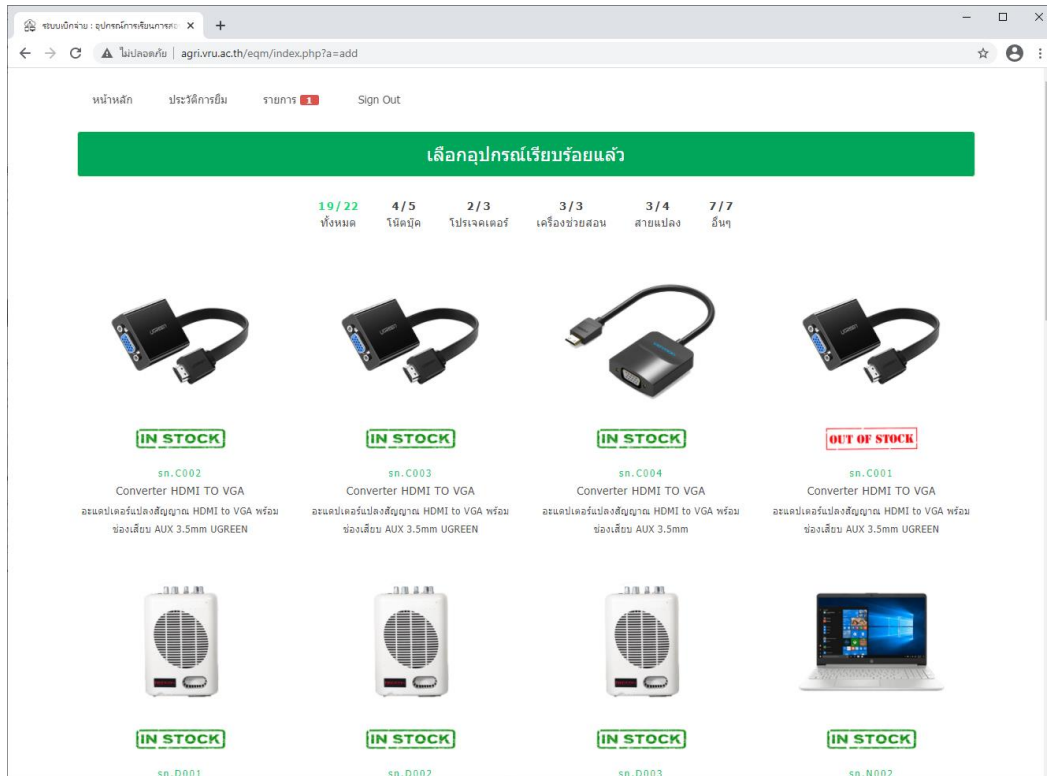 ระบบเบิกจ่าย : อุปกรณ์การเรียนการสอ
ไม่ปลอดภัย | agri.vru.ac.th/eqm/index.php?a=add
หน้าหลัก ประวัติการยืม รายการ 1 Sign Out
เลือกอุปกรณ์เรียบร้อยแล้ว
19/22 4/5 2/3 3/3 3/4 7/7
ทั้งหมด โน๊ตบุ๊ค โปรเจคเตอร์ เครื่องช่วยสอน สายแปลง อื่นๆ
IN STOCK IN STOCK IN STOCK OUT OF STOCK
sn.C002 sn.C003 sn.C004 sn.C001
Converter HDMI TO VGA Converter HDMI TO VGA Converter HDMI TO VGA Converter HDMI TO VGA
อะแดปเตอร์แปลงสัญญาณ HDMI to VGA พร้อม อะแดปเตอร์แปลงสัญญาณ HDMI to VGA พร้อม อะแดปเตอร์แปลงสัญญาณ HDMI to VGA พร้อม อะแดปเตอร์แปลงสัญญาณ HDMI to VGA พร้อม
ช่องเสียบ AUX 3.5mm UGREEN ช่องเสียบ AUX 3.5mm UGREEN ช่องเสียบ AUX 3.5mm ช่องเสียบ AUX 3.5mm UGREEN
IN STOCK IN STOCK IN STOCK IN STOCK
sn.D001 sn.D002 sn.D003 sn.N002